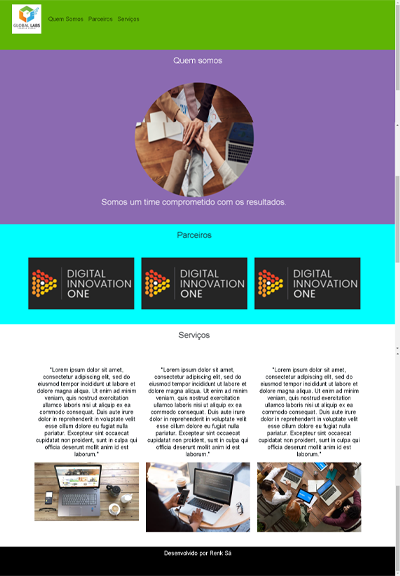 GLOBAL LABS
Quem Somos Parceiros Serviços
Quem somos
Somos um time comprometido com os resultados.
Parceiros
DIGITAL INNOVATION ONE
DIGITAL INNOVATION ONE
DIGITAL INNOVATION ONE
Serviços
"Lorem ipsum dolor sit amet,
consectetur adipiscing elit, sed do
eiusmod tempor incididunt ut labore et
dolore magna aliqua. Ut enim ad minim
veniam, quis nostrud exercitation
ullamco laboris nisi ut aliquip ex ea
commodo consequat. Duis aute irure
dolor in reprehenderit in voluptate velit
esse cillum dolore eu fugiat nulla
pariatur. Excepteur sint occaecat
cupidatat non proident, sunt in culpa qui
officia deserunt mollit anim id est
laborum."
"Lorem ipsum dolor sit amet,
consectetur adipiscing elit, sed do
eiusmod tempor incididunt ut labore et
dolore magna aliqua. Ut enim ad minim
veniam, quis nostrud exercitation
ullamco laboris nisi ut aliquip ex ea
commodo consequat. Duis aute irure
dolor in reprehenderit in voluptate velit
esse cillum dolore eu fugiat nulla
pariatur. Excepteur sint occaecat
cupidatat non proident, sunt in culpa qui
officia deserunt mollit anim id est
laborum."
"Lorem ipsum dolor sit amet,
consectetur adipiscing elit, sed do
eiusmod tempor incididunt ut labore et
dolore magna aliqua. Ut enim ad minim
veniam, quis nostrud exercitation
ullamco laboris nisi ut aliquip ex ea
commodo consequat. Duis aute irure
dolor in reprehenderit in voluptate velit
esse cillum dolore eu fugiat nulla
pariatur. Excepteur sint occaecat
cupidatat non proident, sunt in culpa qui
officia deserunt mollit anim id est
laborum."
Desenvolvido por Renk Sá